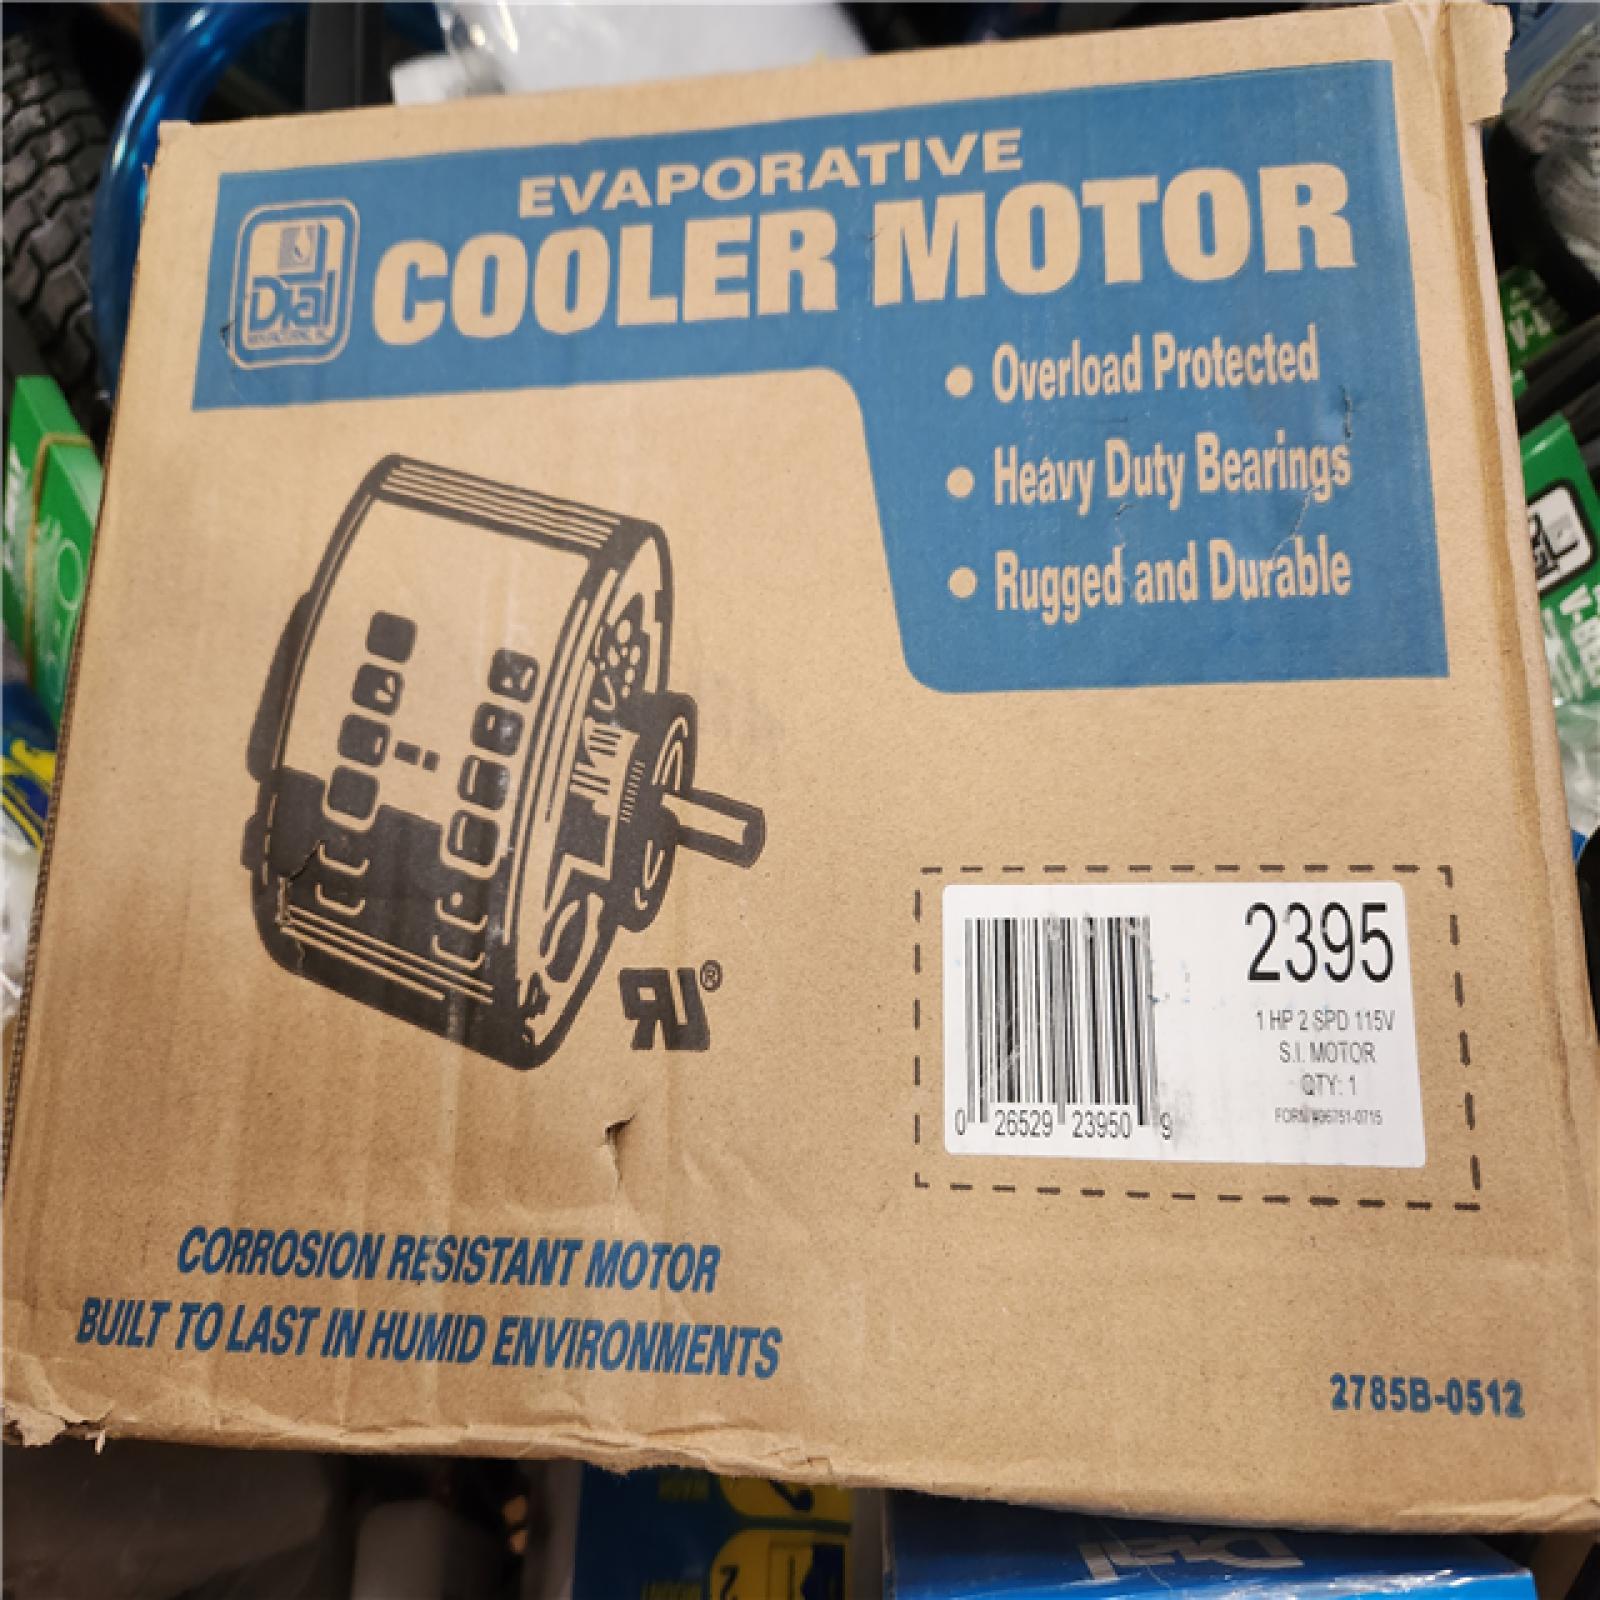 EVAPORATIVE
COOLER MOTOR
Dial
• Overload Protected
• Heavy Duty Bearings
• Rugged and Durable
2395
1 HP 2 SPD 115V
S.I. MOTOR
QTY: 1
0 26529 23950 9
CORROSION RESISTANT MOTOR
BUILT TO LAST IN HUMID ENVIRONMENTS
2785B-0512